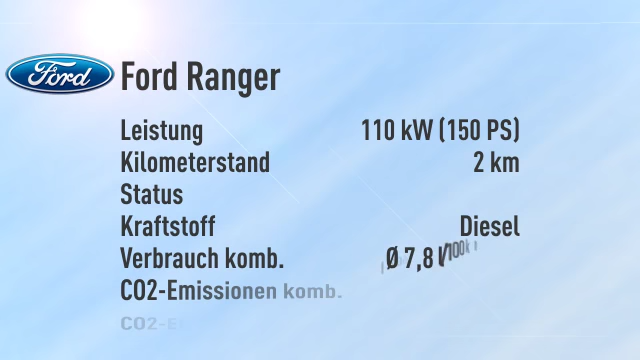 Ford Ford Ranger
Leistung 110 kW (150 PS)
Kilometerstand 2 km
Status
Kraftstoff Diesel
Verbrauch komb. Ø 7,8 l/100k
CO2-Emissionen komb.